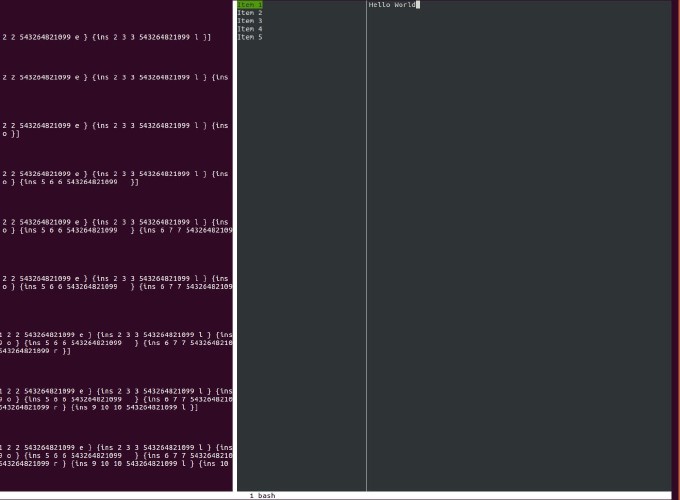 2 2 543264821099 e } {ins 2 3 3 543264821099 l }]
2 2 543264821099 e } {ins 2 3 3 543264821099 l } {ins
2 2 543264821099 e } {ins 2 3 3 543264821099 l } {ins
o }]
2 2 543264821099 e } {ins 2 3 3 543264821099 l } {ins
o } {ins 5 6 6 543264821099   }]
2 2 543264821099 e } {ins 2 3 3 543264821099 l } {ins
o } {ins 5 6 6 543264821099   } {ins 6 7 7 54326482109
2 2 543264821099 e } {ins 2 3 3 543264821099 l } {ins
o } {ins 5 6 6 543264821099   } {ins 6 7 7 54326482109
1 2 2 543264821099 e } {ins 2 3 3 543264821099 l } {ins
9 o } {ins 5 6 6 543264821099   } {ins 6 7 7 5432648210
543264821099 r }]
1 2 2 543264821099 e } {ins 2 3 3 543264821099 l } {ins
9 o } {ins 5 6 6 543264821099   } {ins 6 7 7 5432648210
543264821099 r } {ins 9 10 10 543264821099 l }]
1 2 2 543264821099 e } {ins 2 3 3 543264821099 l } {ins
9 o } {ins 5 6 6 543264821099   } {ins 6 7 7 5432648210
543264821099 r } {ins 9 10 10 543264821099 l } {ins 10
Item 1
Item 2
Item 3
Item 4
Item 5
Hello World
1 bash